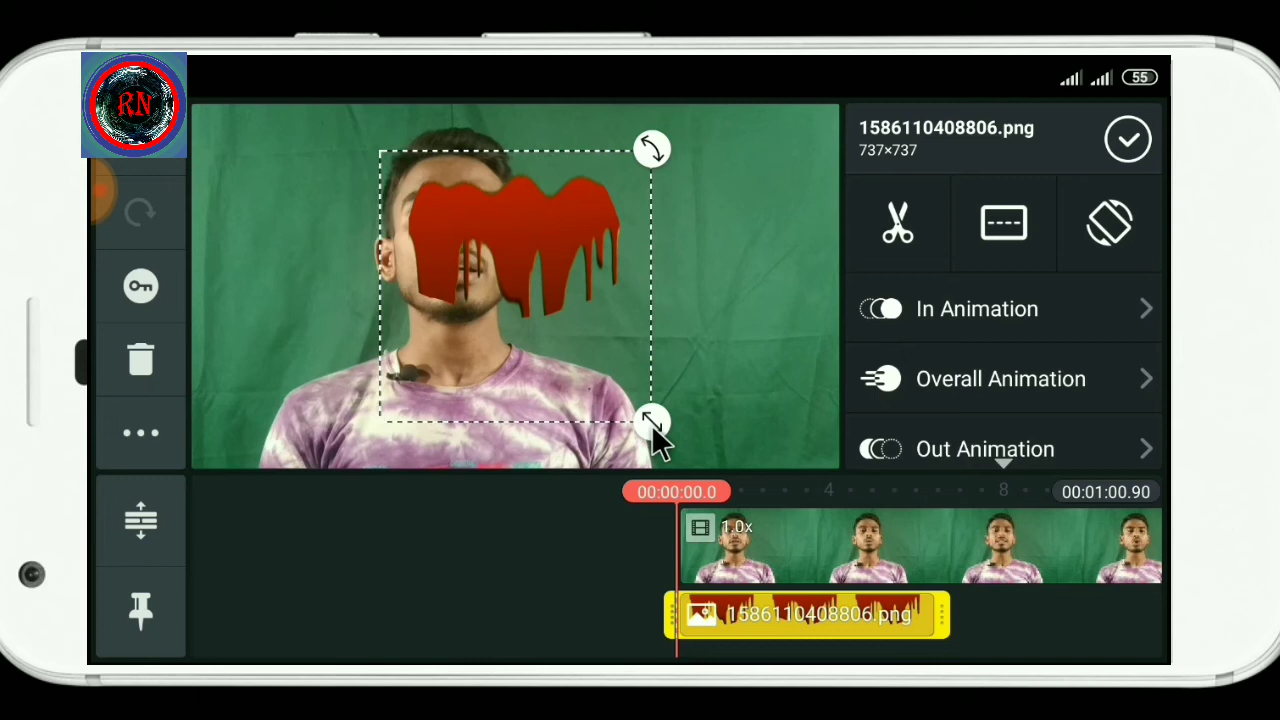 RN
55
1586110408806.png
737×737
In Animation
Overall Animation
Out Animation
00:00:00.0
4
8
00:01:00.90
1.0x
1586110408806.png